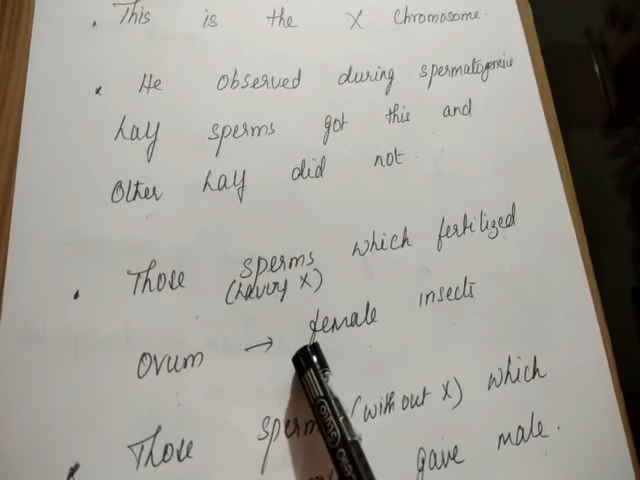 . This is the X chromosome.
. He observed during spermatogenesis
half sperms got this and
Other half did not.
. Those sperms which fertilized
(having X)
Ovum → female insects
Those sperms (without X) which
gave male.